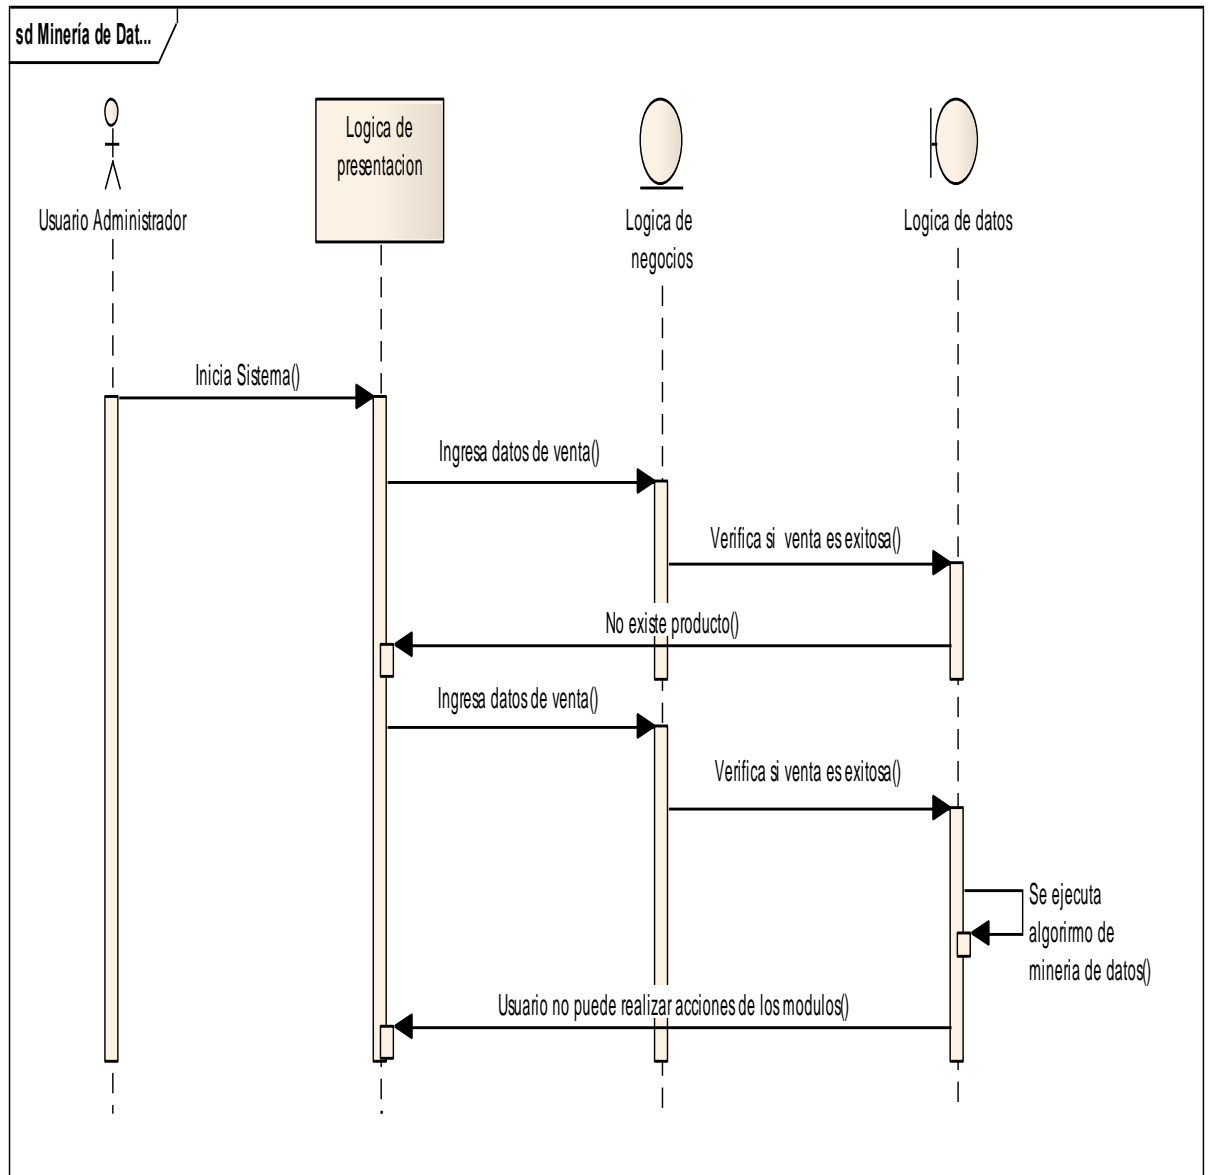 sd Minería de Dat...
Usuario Administrador
Logica de
presentacion
Logica de
negocios
Logica de datos
Inicia Sistema()
Ingresa datos de venta()
Verifica si venta es exitosa()
No existe producto()
Ingresa datos de venta()
Verifica si venta es exitosa()
Se ejecuta
algorirmo de
mineria de datos()
Usuario no puede realizar acciones de los modulos()